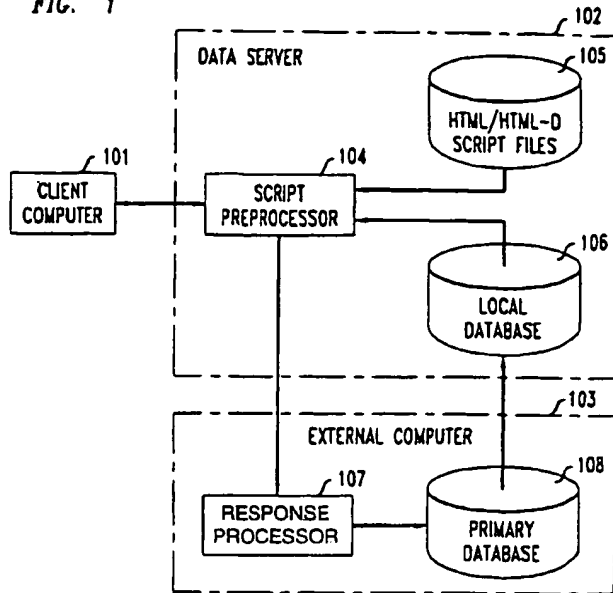 FIG. 1
102
DATA SERVER
105
HTML/HTML-D
SCRIPT FILES
101
CLIENT
COMPUTER
104
SCRIPT
PREPROCESSOR
106
LOCAL
DATABASE
103
EXTERNAL COMPUTER
107
RESPONSE
PROCESSOR
108
PRIMARY
DATABASE